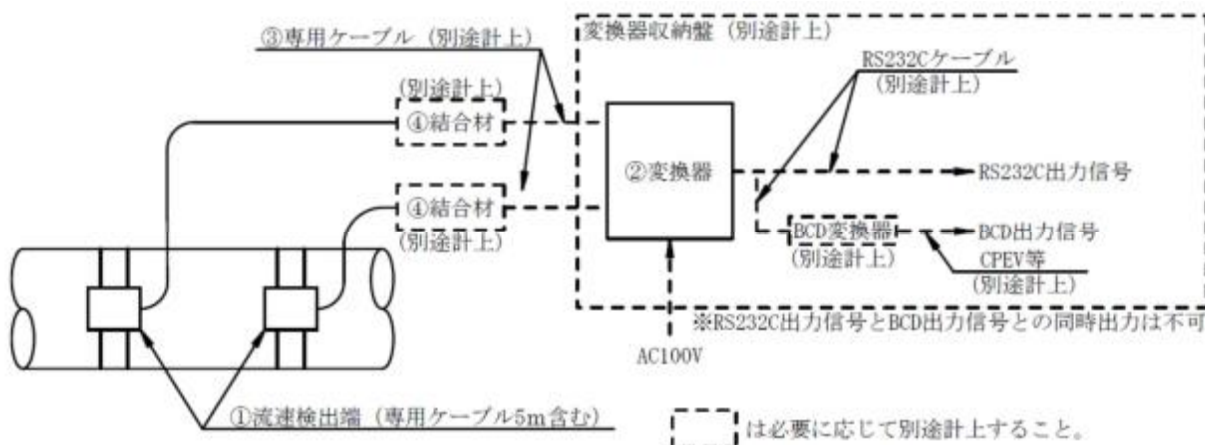 ③専用ケーブル (別途計上)
変換器収納盤 (別途計上)
RS232Cケーブル
(別途計上)
(別途計上)
④結合材
②変換器
RS232C出力信号
④結合材
(別途計上)
BCD変換器
(別途計上)
BCD出力信号
CPEV等
(別途計上)
※RS232C出力信号とBCD出力信号との同時出力は不可
AC100V
①流速検出端 (専用ケーブル5m含む)
は必要に応じて別途計上すること。